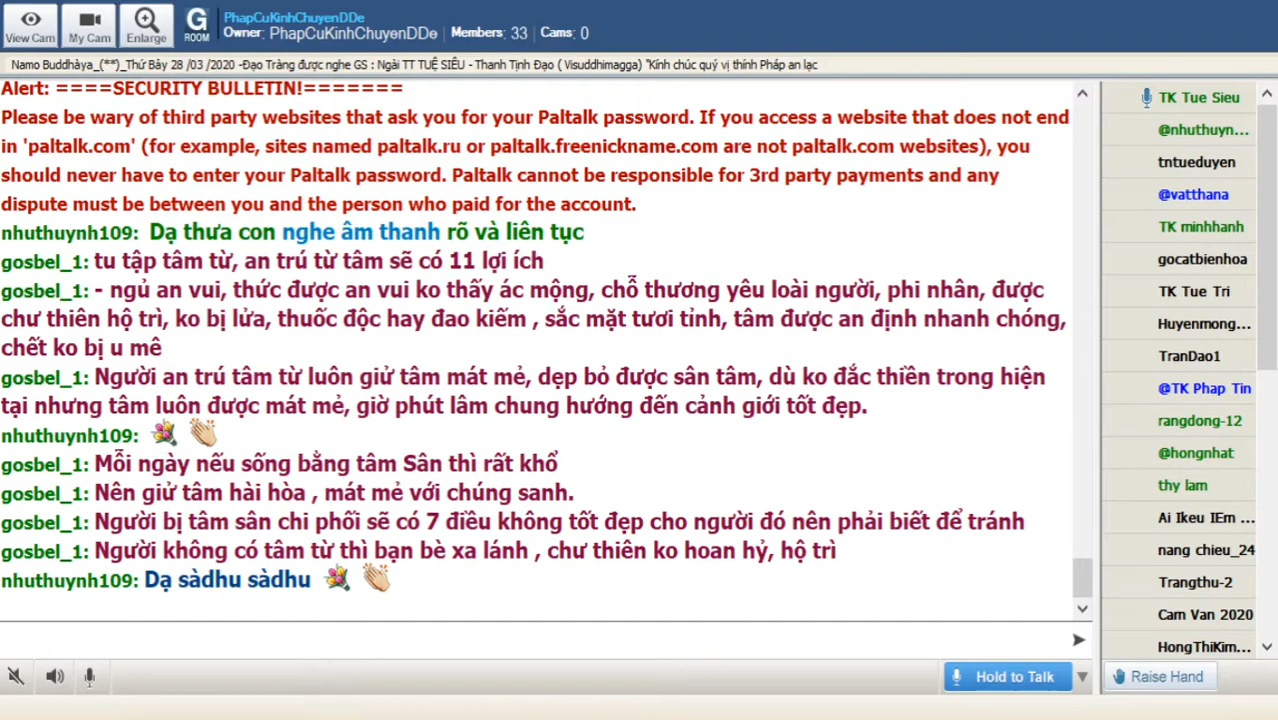 View Cam
My Cam
Enlarge
G
ROOM
PhapCuKinhChuyenDDe
Owner: PhapCuKinhChuyenDDe Members: 33 Cams: 0
Namo Buddhàya_(**)_Thứ Bảy 28 /03 /2020 -Đạo Tràng được nghe GS : Ngài TT TUỆ SIÊU - Thanh Tịnh Đạo ( Visuddhimagga) "Kính chúc quý vị thính Pháp an lạc
Alert: ====SECURITY BULLETIN!=======
Please be wary of third party websites that ask you for your Paltalk password. If you access a website that does not end
in 'paltalk.com' (for example, sites named paltalk.ru or paltalk.freenickname.com are not paltalk.com websites), you
should never have to enter your Paltalk password. Paltalk cannot be responsible for 3rd party payments and any
dispute must be between you and the person who paid for the account.
nhuthuynh109: Dạ thưa con nghe âm thanh rõ và liên tục
gosbel_1: tu tập tâm từ, an trú từ tâm sẽ có 11 lợi ích
gosbel_1: - ngủ an vui, thức được an vui ko thấy ác mộng, chỗ thương yêu loài người, phi nhân, được
chư thiên hộ trì, ko bị lửa, thuốc độc hay đao kiếm , sắc mặt tươi tỉnh, tâm được an định nhanh chóng,
chết ko bị u mê
gosbel_1: Người an trú tâm từ luôn giử tâm mát mẻ, dẹp bỏ được sân tâm, dù ko đắc thiền trong hiện
tại nhưng tâm luôn được mát mẻ, giờ phút lâm chung hướng đến cảnh giới tốt đẹp.
nhuthuynh109:
gosbel_1: Mỗi ngày nếu sống bằng tâm Sân thì rất khổ
gosbel_1: Nên giử tâm hài hòa , mát mẻ với chúng sanh.
gosbel_1: Người bị tâm sân chi phối sẽ có 7 điều không tốt đẹp cho người đó nên phải biết để tránh
gosbel_1: Người không có tâm từ thì bạn bè xa lánh , chư thiên ko hoan hỷ, hộ trì
nhuthuynh109: Dạ sàdhu sàdhu
TK Tue Sieu
@nhuthuyn...
tntueduyen
@vatthana
TK minhhanh
gocatbienhoa
TK Tue Tri
Huyenmong...
TranDao1
@TK Phap Tin
rangdong-12
@hongnhat
thy lam
Ai Ikeu IEm ...
nang chieu_24
Trangthu-2
Cam Van 2020
HongThiKim...
Hold to Talk
Raise Hand